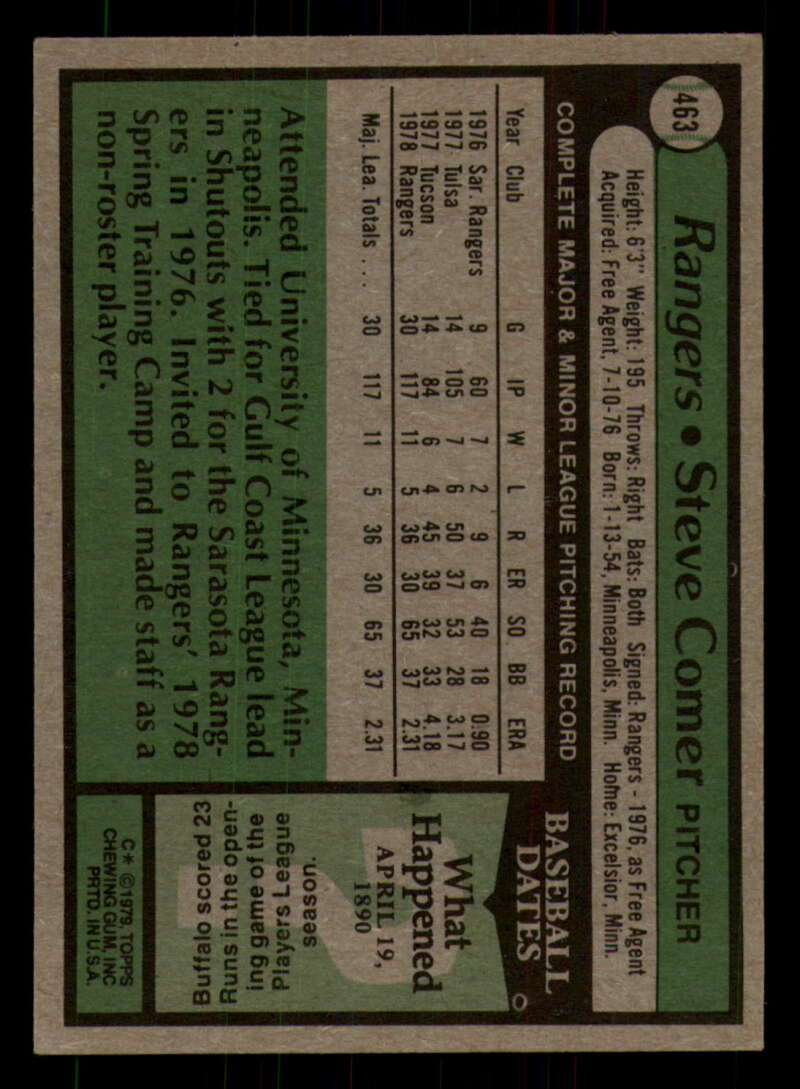 463
Rangers • Steve Comer PITCHER
Height: 6'3" Weight: 195 Throws: Right Bats: Both Signed: Rangers - 1976, as Free Agent
Acquired: Free Agent, 7-10-76 Born: 1-13-54, Minneapolis, Minn. Home: Excelsior, Minn.
COMPLETE MAJOR & MINOR LEAGUE PITCHING RECORD
Year Club G IP W L R ER SO BB ERA
1976 Sar. Rangers 9 60 7 2 9 6 40 18 0.90
1977 Tulsa 14 105 7 6 50 37 53 28 3.17
1977 Tucson 14 84 6 4 45 39 32 33 4.18
1978 Rangers 30 117 11 5 36 30 65 37 2.31
Maj. Lea. Totals . . . 30 117 11 5 36 30 65 37 2.31
Attended University of Minnesota, Min-
neapolis. Tied for Gulf Coast League lead
in Shutouts with 2 for the Sarasota Rang-
ers in 1976. Invited to Rangers' 1978
Spring Training Camp and made staff as a
non-roster player.
BASEBALL
DATES
What
Happened
APRIL 19,
1890
Buffalo scored 23
Runs in the open-
ing game of the
Players League
season.
C* ©1979, TOPPS
CHEWING GUM, INC
PRTD. IN U.S.A.